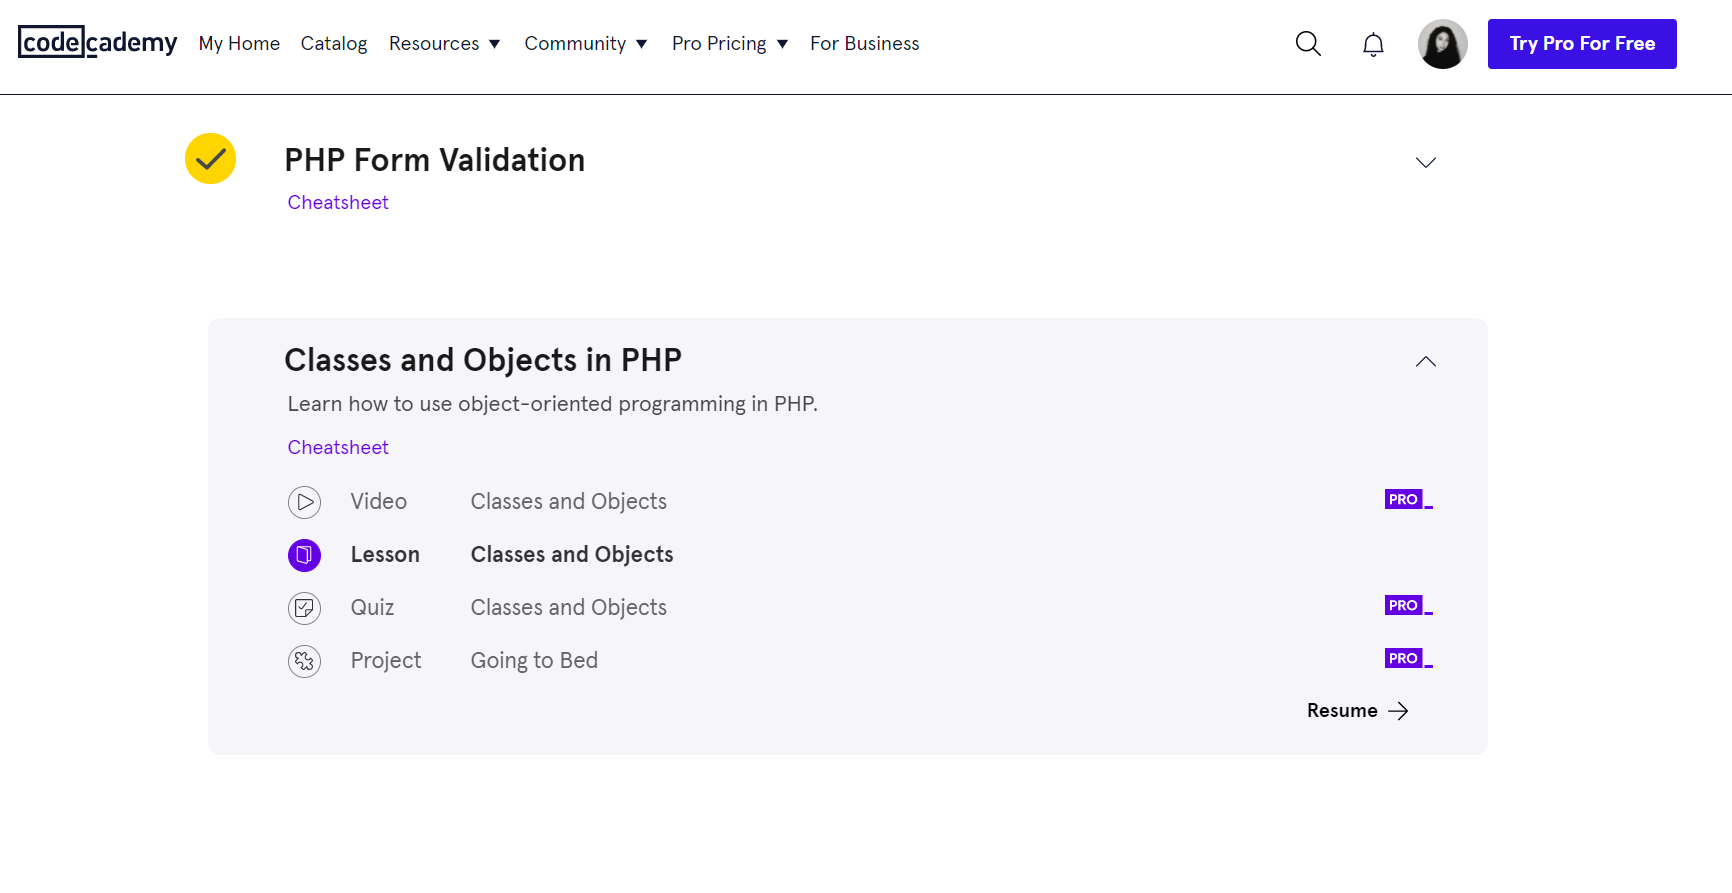 codecademy My Home Catalog Resources Community Pro Pricing For Business Try Pro For Free
PHP Form Validation
Cheatsheet
Classes and Objects in PHP
Learn how to use object-oriented programming in PHP.
Cheatsheet
Video Classes and Objects PRO
Lesson Classes and Objects
Quiz Classes and Objects PRO
Project Going to Bed PRO
Resume